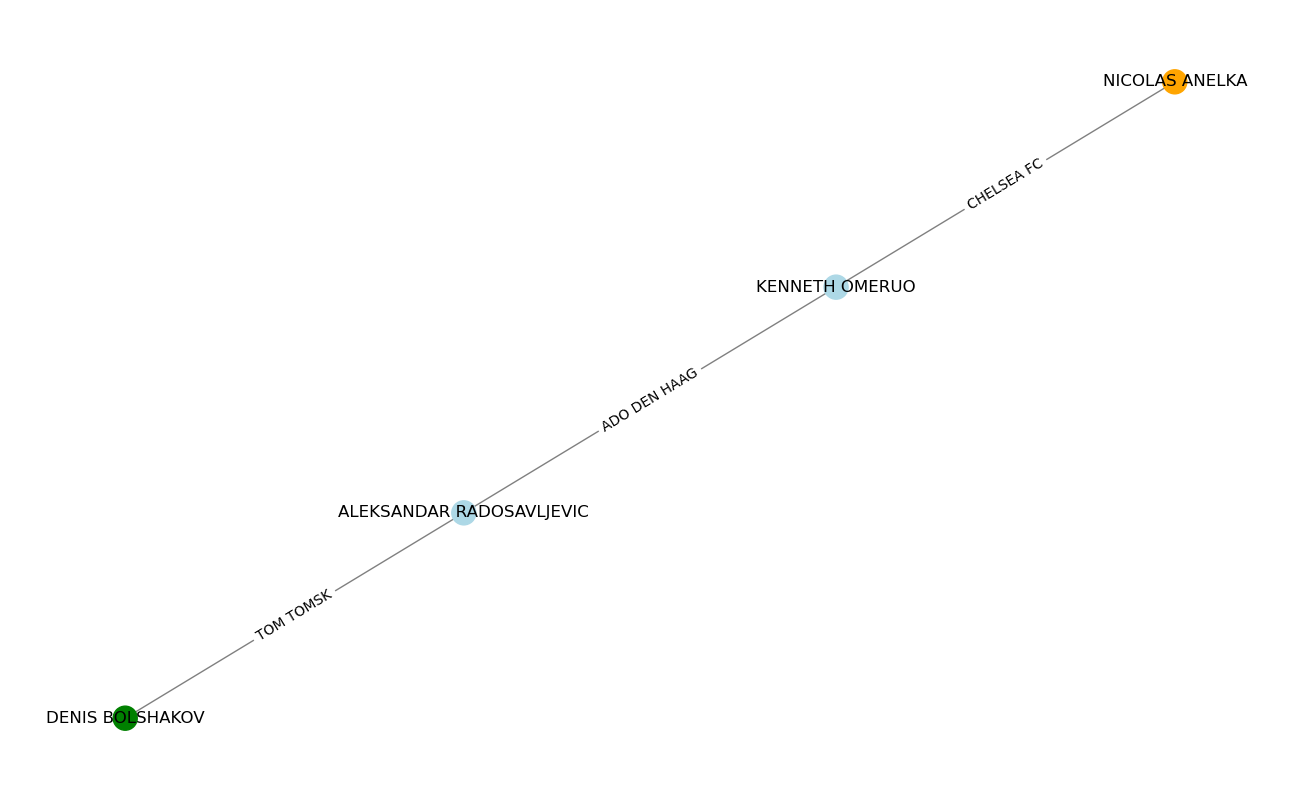 NICOLAS ANELKA
CHELSEA FC
KENNETH OMERUO
ADO DEN HAAG
ALEKSANDAR RADOSAVLJEVIC
TOM TOMSK
DENIS BOLSHAKOV